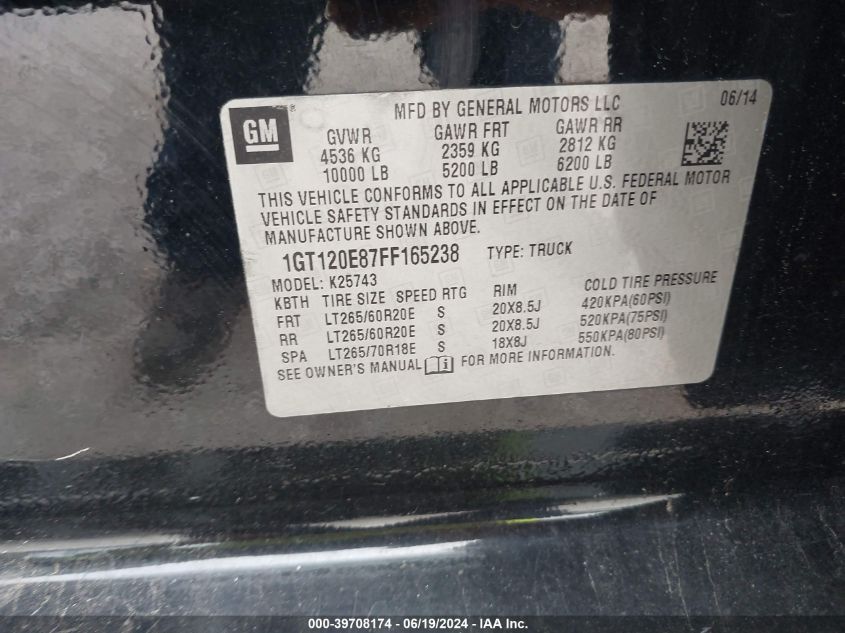 GM ®
MFD BY GENERAL MOTORS LLC 06/14
GVWR GAWR FRT GAWR RR
4536 KG 2359 KG 2812 KG
10000 LB 5200 LB 6200 LB
THIS VEHICLE CONFORMS TO ALL APPLICABLE U.S. FEDERAL MOTOR
VEHICLE SAFETY STANDARDS IN EFFECT ON THE DATE OF
MANUFACTURE SHOWN ABOVE.
1GT120E87FF165238 TYPE: TRUCK
MODEL: K25743
KBTH TIRE SIZE SPEED RTG RIM COLD TIRE PRESSURE
FRT LT265/60R20E S 20X8.5J 420KPA(60PSI)
RR LT265/60R20E S 20X8.5J 520KPA(75PSI)
SPA LT265/70R18E S 18X8J 550KPA(80PSI)
SEE OWNER'S MANUAL i FOR MORE INFORMATION.
000-39708174 - 06/19/2024 - IAA Inc.